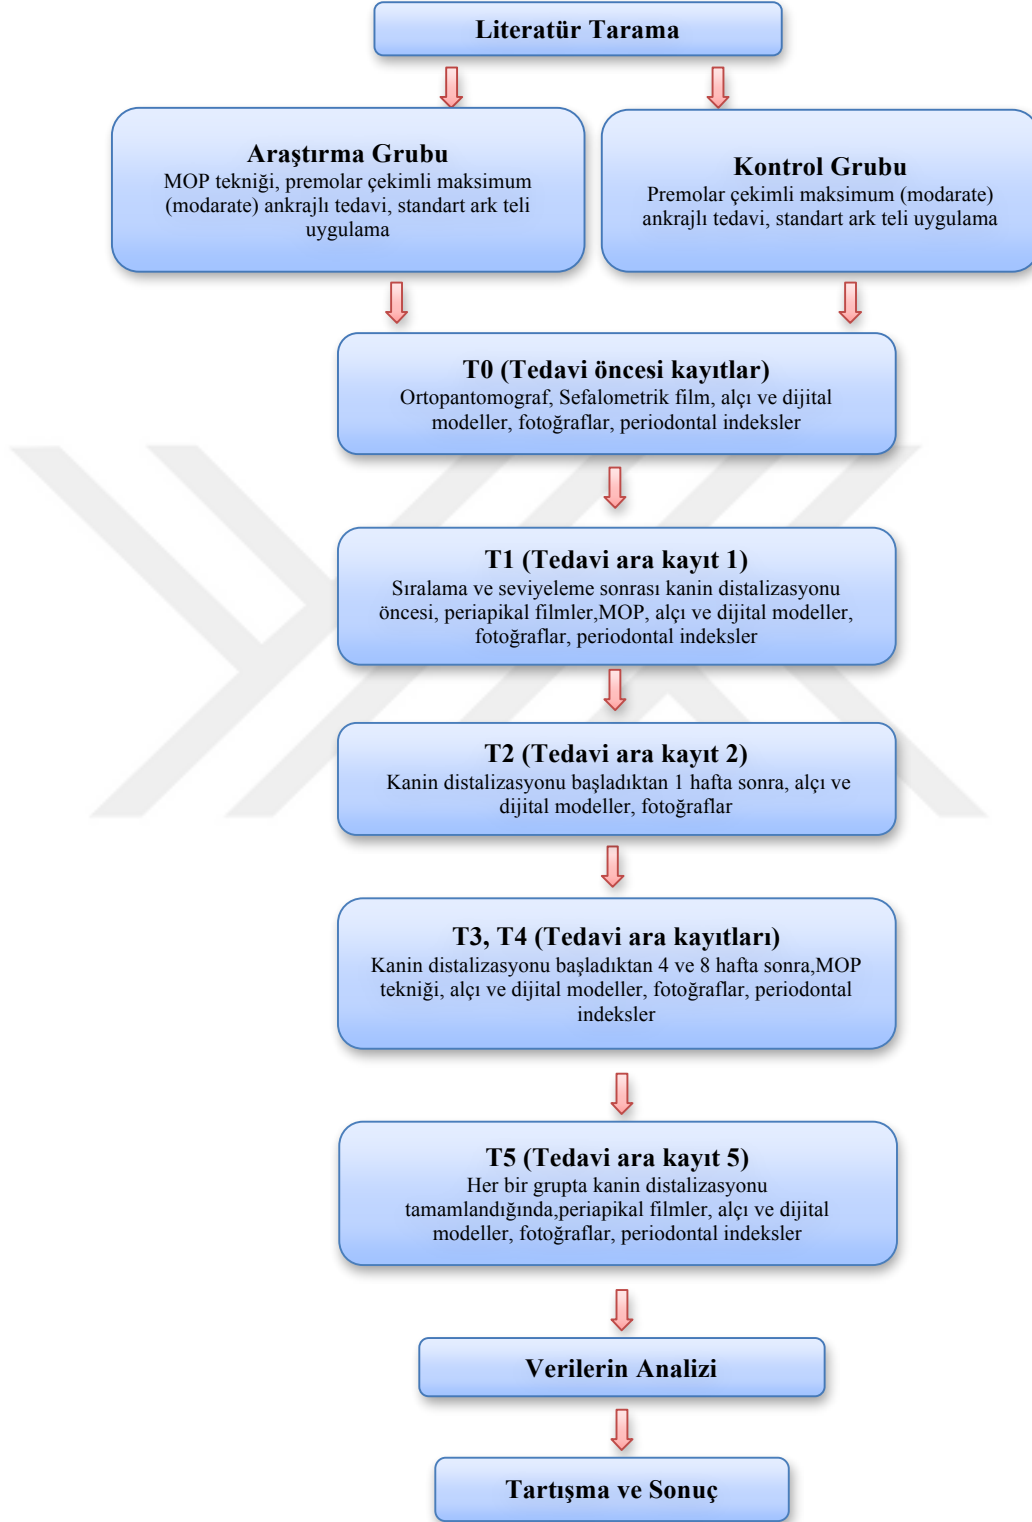 Literatür Tarama
Araştırma Grubu
MOP tekniği, premolar çekimli maksimum
(modarate) ankrajlı tedavi, standart ark teli
uygulama
Kontrol Grubu
Premolar çekimli maksimum (modarate)
ankrajlı tedavi, standart ark teli uygulama
T0 (Tedavi öncesi kayıtlar)
Ortopantomograf, Sefalometrik film, alçı ve dijital
modeller, fotoğraflar, periodontal indeksler
T1 (Tedavi ara kayıt 1)
Sıralama ve seviyeleme sonrası kanin distalizasyonu
öncesi, periapikal filmler,MOP, alçı ve dijital modeller,
fotoğraflar, periodontal indeksler
T2 (Tedavi ara kayıt 2)
Kanin distalizasyonu başladıktan 1 hafta sonra, alçı ve
dijital modeller, fotoğraflar
T3, T4 (Tedavi ara kayıtları)
Kanin distalizasyonu başladıktan 4 ve 8 hafta sonra,MOP
tekniği, alçı ve dijital modeller, fotoğraflar, periodontal
indeksler
T5 (Tedavi ara kayıt 5)
Her bir grupta kanin distalizasyonu
tamamlandığında,periapikal filmler, alçı ve dijital
modeller, fotoğraflar, periodontal indeksler
Verilerin Analizi
Tartışma ve Sonuç